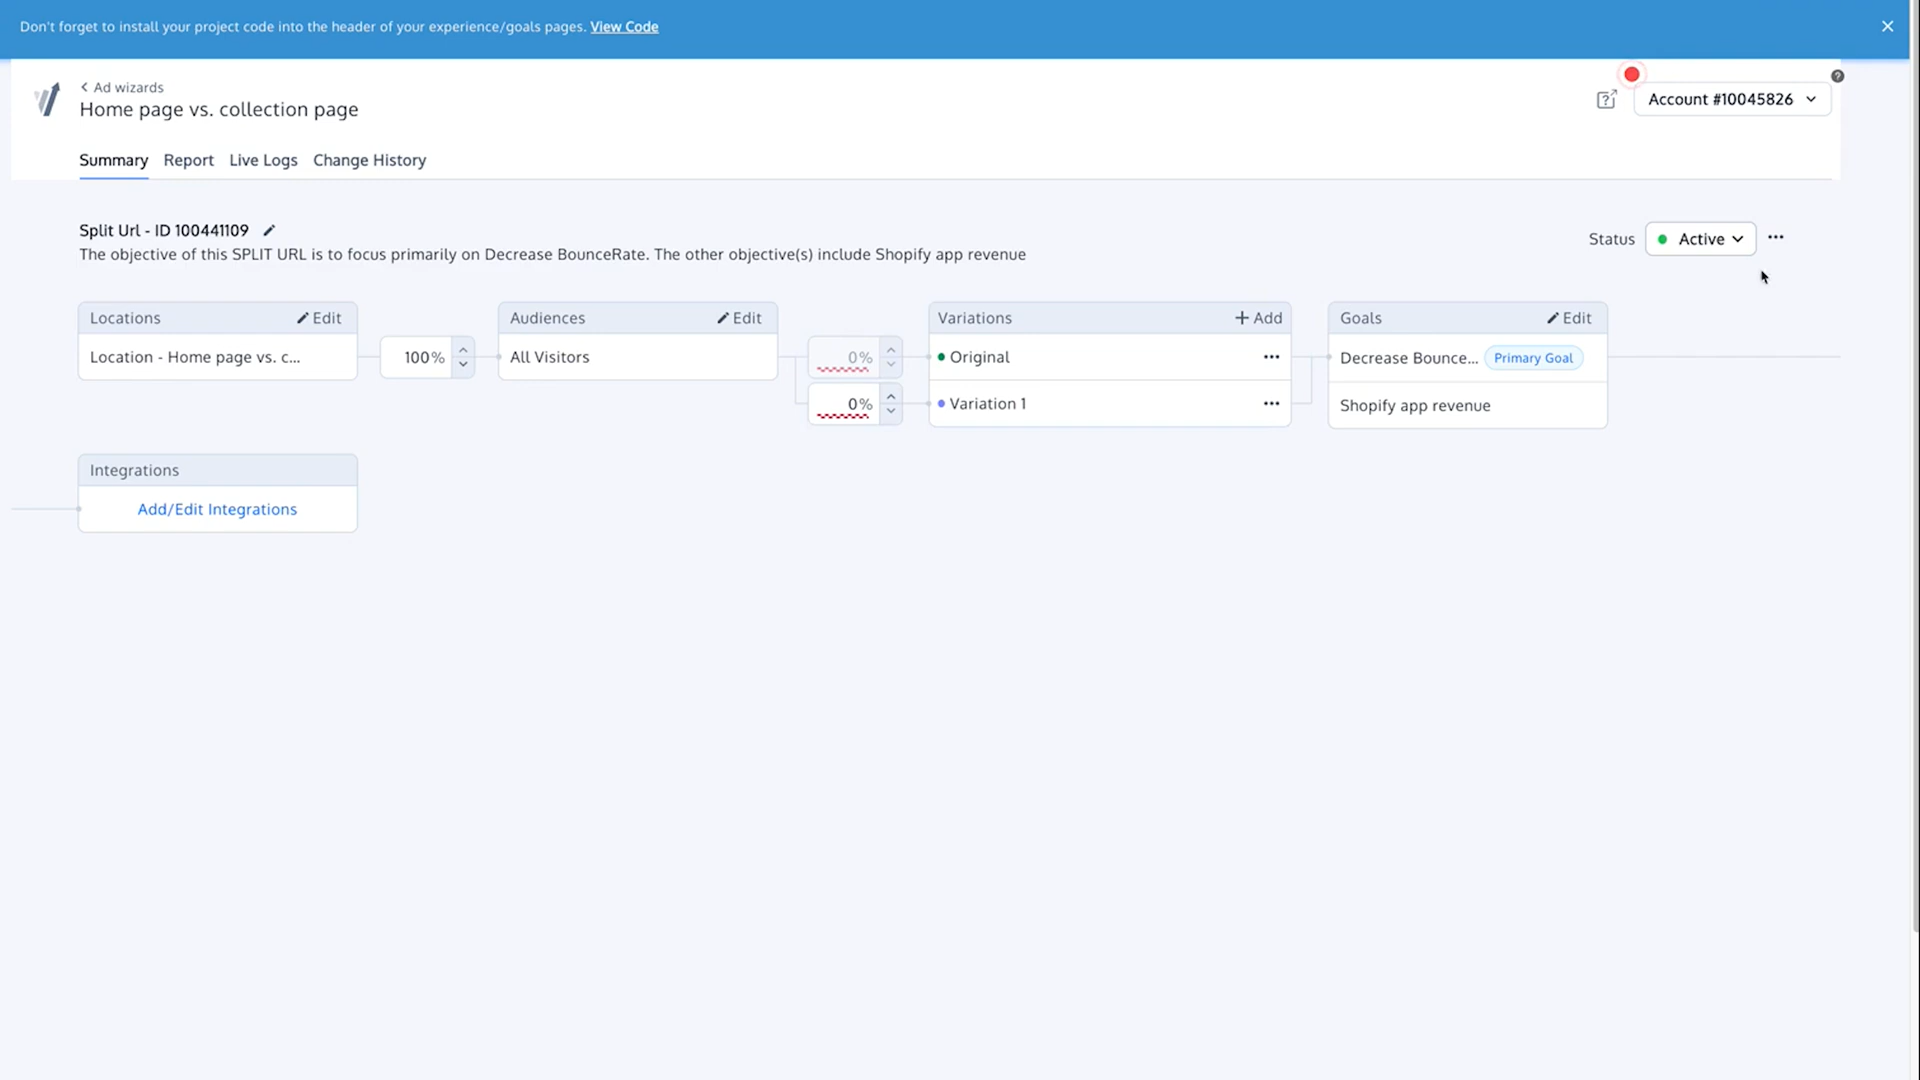 Don't forget to install your project code into the header of your experience/goals pages. View Code
Ad wizards
Home page vs. collection page
Account #10045826
Summary Report Live Logs Change History
Split Url - ID 100441109
The objective of this SPLIT URL is to focus primarily on Decrease BounceRate. The other objective(s) include Shopify app revenue
Status Active
Locations Edit
Location - Home page vs. c...
100%
Audiences Edit
All Visitors
0%
0%
Variations + Add
Original
Variation 1
Goals Edit
Decrease Bounce... Primary Goal
Shopify app revenue
Integrations
Add/Edit Integrations